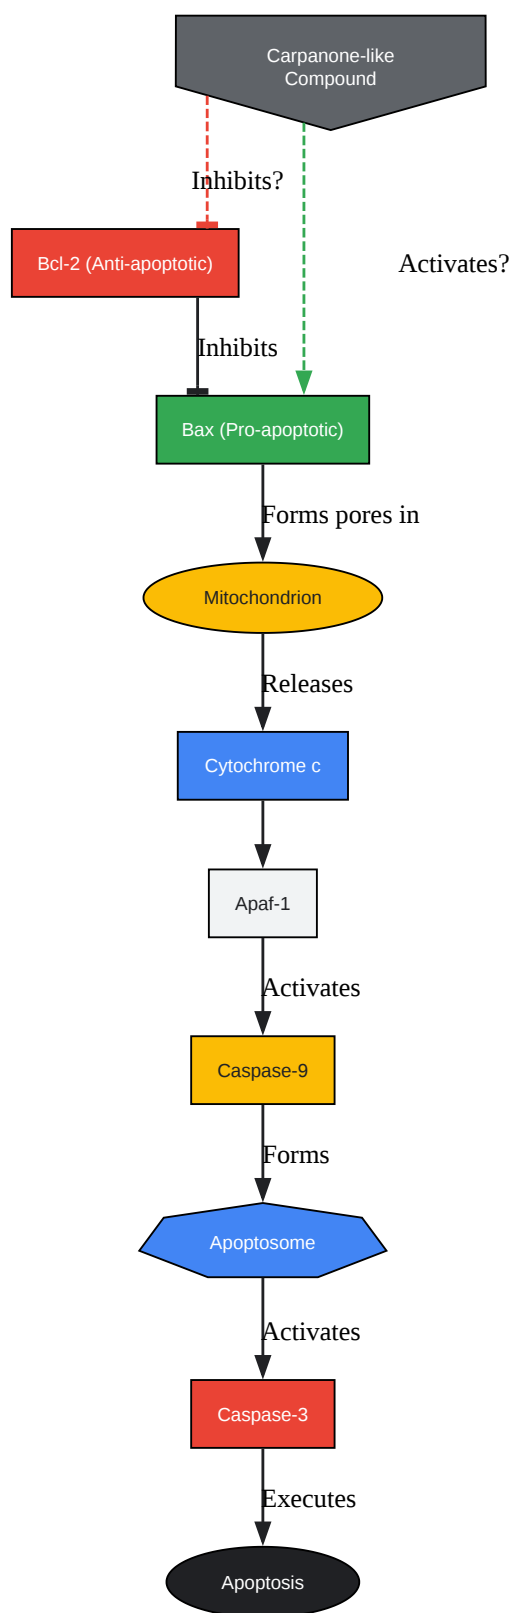 Carpanone-like
Compound
Inhibits?
Bcl-2 (Anti-apoptotic)
Activates?
Inhibits
Bax (Pro-apoptotic)
Forms pores in
Mitochondrion
Releases
Cytochrome c
Apaf-1
Activates
Caspase-9
Forms
Apoptosome
Activates
Caspase-3
Executes
Apoptosis